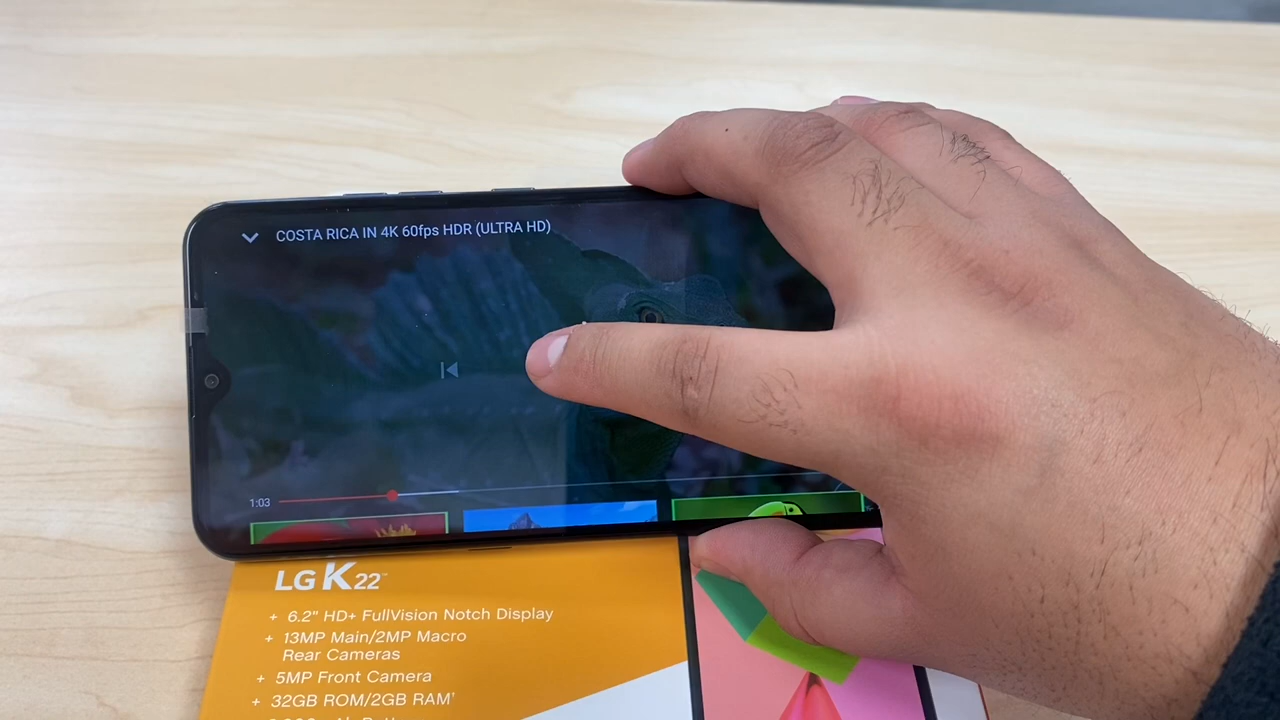 COSTA RICA IN 4K 60fps HDR (ULTRA HD)
1:03
LG K22™
+ 6.2" HD+ FullVision Notch Display
+ 13MP Main/2MP Macro
Rear Cameras
+ 5MP Front Camera
+ 32GB ROM/2GB RAM†